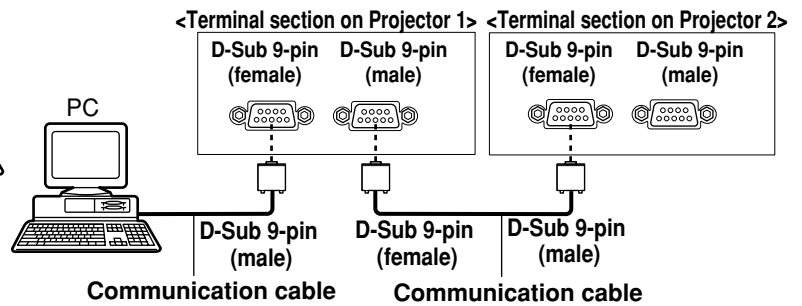 <Terminal section on Projector 1> <Terminal section on Projector 2>
D-Sub 9-pin D-Sub 9-pin D-Sub 9-pin D-Sub 9-pin
(female) (male) (female) (male)
PC
D-Sub 9-pin D-Sub 9-pin D-Sub 9-pin
(male) (female) (male)
Communication cable Communication cable